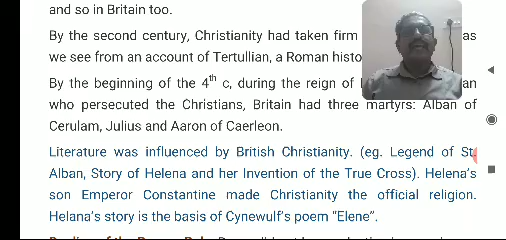 and so in Britain too.
By the second century, Christianity had taken firm as
we see from an account of Tertullian, a Roman histo
By the beginning of the 4th c, during the reign of an
who persecuted the Christians, Britain had three martyrs: Alban of
Cerulam, Julius and Aaron of Caerleon.
Literature was influenced by British Christianity. (eg. Legend of St.
Alban, Story of Helena and her Invention of the True Cross). Helena's
son Emperor Constantine made Christianity the official religion.
Helana's story is the basis of Cynewulf's poem "Elene".